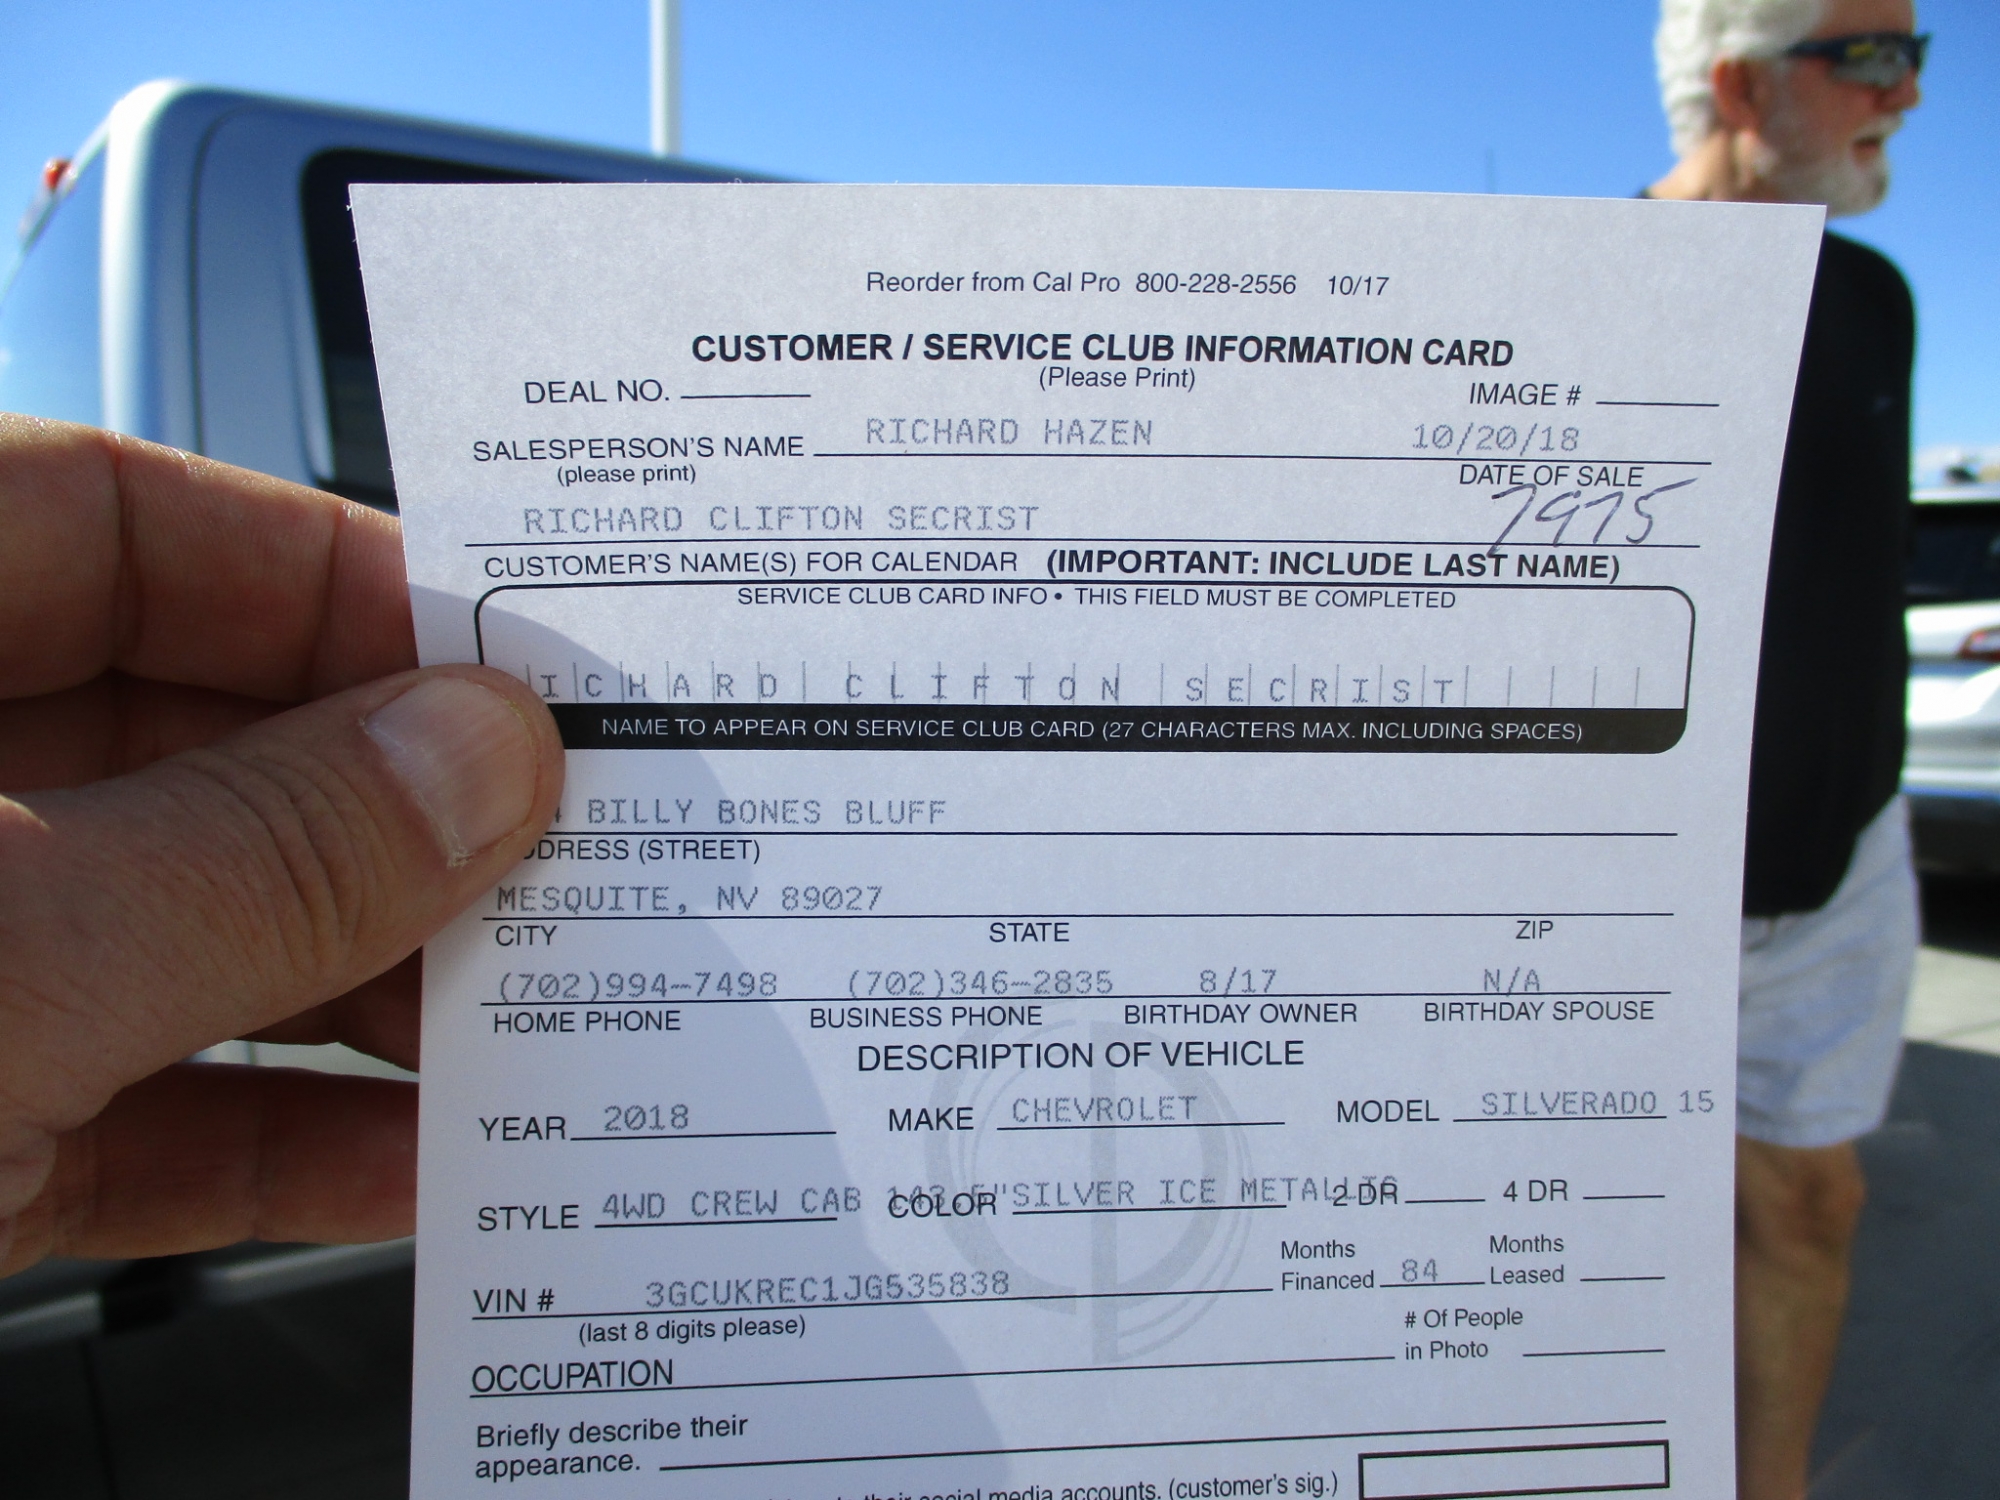 Reorder from Cal Pro 800-228-2556 10/17
CUSTOMER / SERVICE CLUB INFORMATION CARD
(Please Print)
DEAL NO. IMAGE #
RICHARD HAZEN 10/20/18
SALESPERSON'S NAME
(please print) DATE OF SALE
7975
RICHARD CLIFTON SECRIST
CUSTOMER'S NAME(S) FOR CALENDAR (IMPORTANT: INCLUDE LAST NAME)
SERVICE CLUB CARD INFO • THIS FIELD MUST BE COMPLETED
ICHARD CLIFTON SECRIST
NAME TO APPEAR ON SERVICE CLUB CARD (27 CHARACTERS MAX. INCLUDING SPACES)
BILLY BONES BLUFF
DDRESS (STREET)
MESQUITE, NV 89027
CITY STATE ZIP
(702)994-7498 (702)346-2835 8/17 N/A
HOME PHONE BUSINESS PHONE BIRTHDAY OWNER BIRTHDAY SPOUSE
DESCRIPTION OF VEHICLE
YEAR 2018 MAKE CHEVROLET MODEL SILVERADO 15
STYLE 4WD CREW CAB COLOR SILVER ICE METALLIC 2 DR 4 DR
VIN # 3GCUKREC1JG535838 Months Financed 84 Months Leased
(last 8 digits please)
# Of People
in Photo
OCCUPATION
Briefly describe their
appearance.
social media accounts. (customer's sig.)